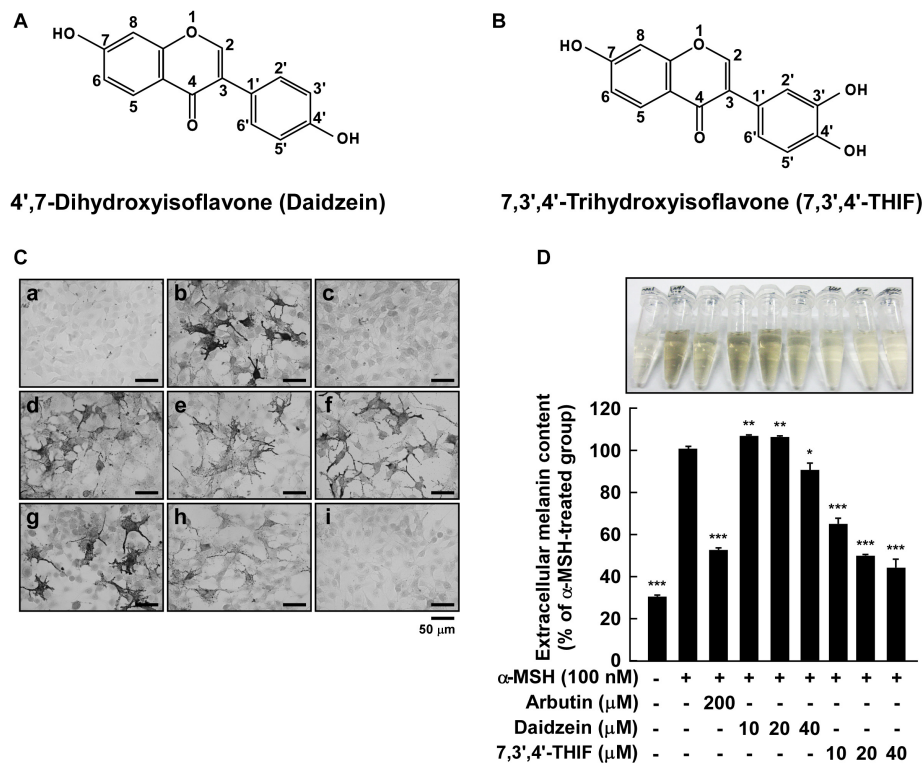 A
HO
7
8
O
1
2
3
4
5
6
O
1'
2'
3'
4'
5'
6'
OH
4',7-Dihydroxyisoflavone (Daidzein)
B
HO
7
8
O
1
2
3
4
5
6
O
1'
2'
3'
4'
5'
6'
OH
OH
7,3',4'-Trihydroxyisoflavone (7,3',4'-THIF)
C
a b c
d e f
g h i
50 μm
D
Extracellular melanin content
(% of α-MSH-treated group)
120
100
80
60
40
20
0
*** *** ** ** * *** *** ***
α-MSH (100 nM) - + + + + + + + +
Arbutin (μM) - - 200 - - - - - -
Daidzein (μM) - - - 10 20 40 - - -
7,3',4'-THIF (μM) - - - - - - 10 20 40